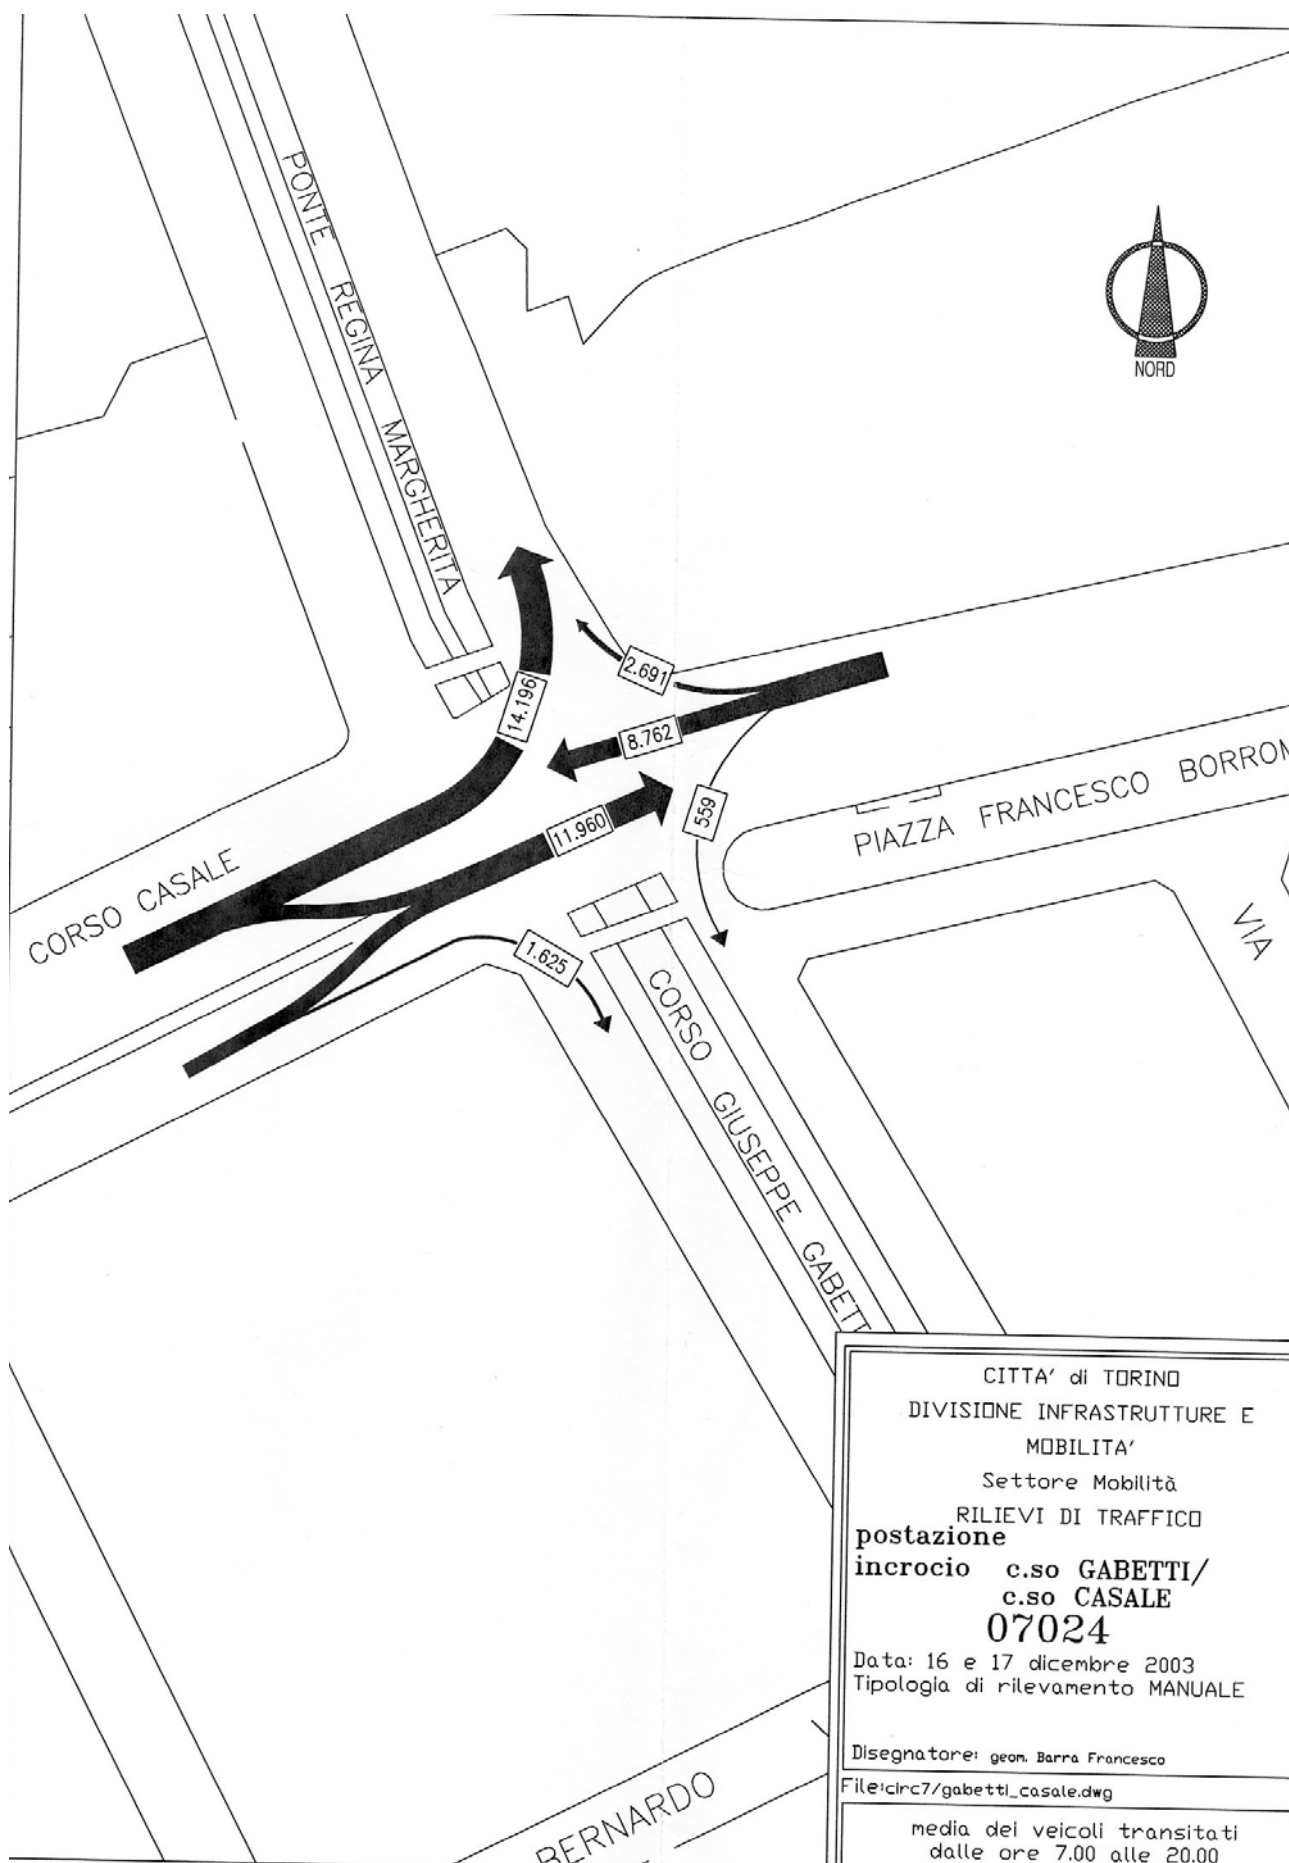 PONTE REGINA MARGHERITA
NORD
2.691
14.196
8.762
559
11.960
PIAZZA FRANCESCO
CORSO CASALE
VIA
1.625
CORSO GIUSEPPE
CITTA' di TORINO
DIVISIONE INFRASTRUTTURE E
MOBILITA'
Settore Mobilità
RILIEVI DI TRAFFICO
postazione
incrocio c.so GABETTI/
c.so CASALE
07024
Data: 16 e 17 dicembre 2003
Tipologia di rilevamento MANUALE
Disegnatore: geom. Barra Francesco
File:circ7/gabetti_casale.dwg
media dei veicoli transitati
dalle ore 7.00 alle 20.00
BERNARDO